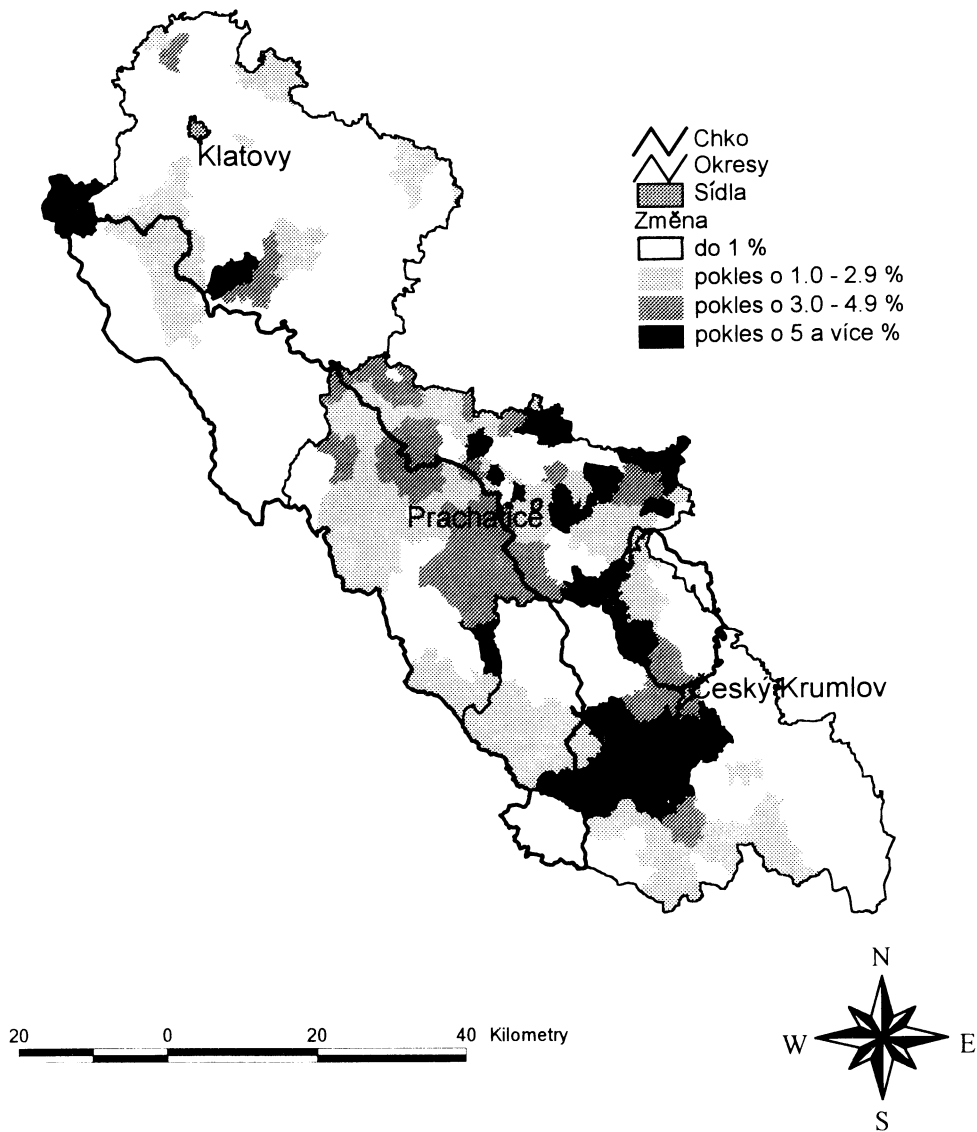 Chko
Okresy
Sídla
Změna
do 1 %
pokles o 1.0 - 2.9 %
pokles o 3.0 - 4.9 %
pokles o 5 a více %
Klatovy
Prachatice
Český Krumlov
20 0 20 40 Kilometry
N
W E
S